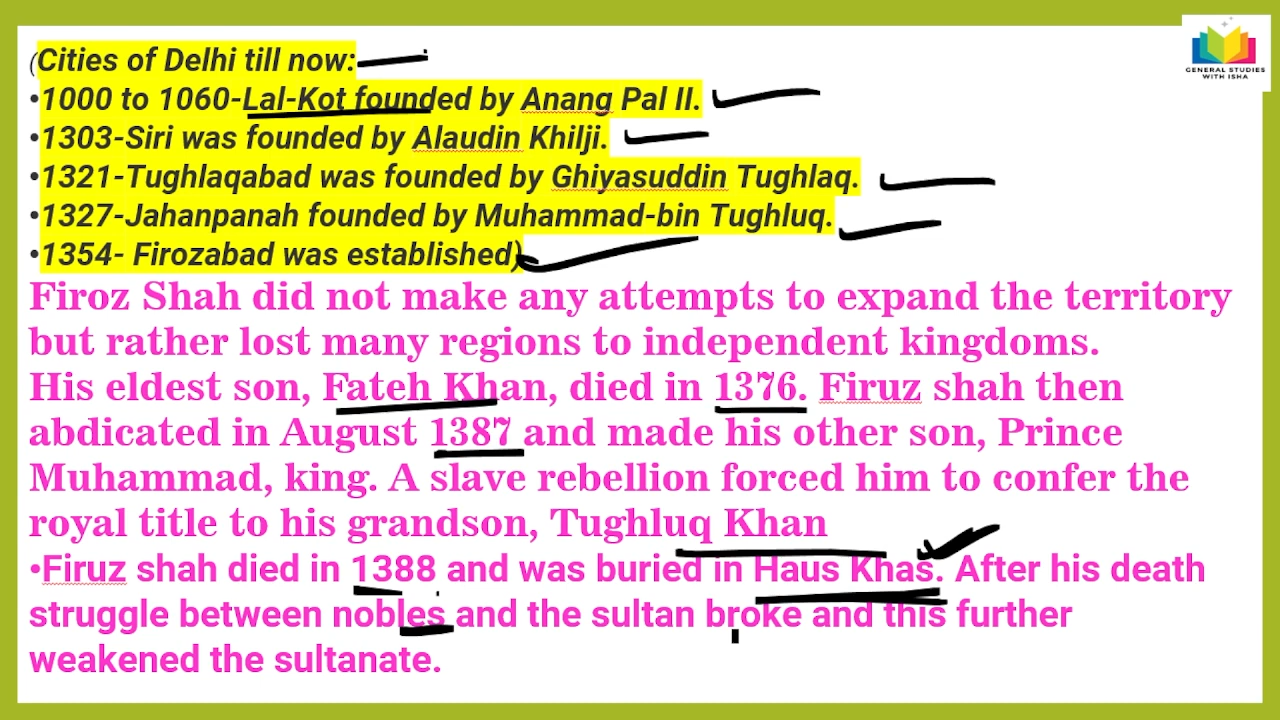 (Cities of Delhi till now:
•1000 to 1060-Lal-Kot founded by Anang Pal II.
•1303-Siri was founded by Alaudin Khilji.
•1321-Tughlaqabad was founded by Ghiyasuddin Tughlaq.
•1327-Jahanpanah founded by Muhammad-bin Tughluq.
•1354- Firozabad was established)
Firoz Shah did not make any attempts to expand the territory
but rather lost many regions to independent kingdoms.
His eldest son, Fateh Khan, died in 1376. Firuz shah then
abdicated in August 1387 and made his other son, Prince
Muhammad, king. A slave rebellion forced him to confer the
royal title to his grandson, Tughluq Khan
•Firuz shah died in 1388 and was buried in Haus Khas. After his death
struggle between nobles and the sultan broke and this further
weakened the sultanate.
GENERAL STUDIES
WITH ISHA